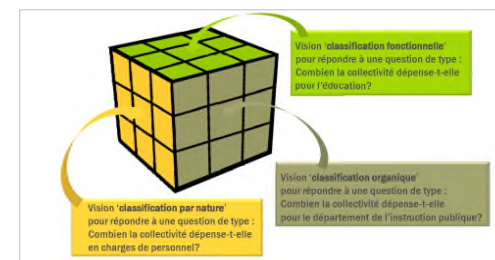 Vision 'classification fonctionnelle'
pour répondre à une question de type :
Combien la collectivité dépense-t-elle
pour l'éducation?
Vision 'classification organique'
pour répondre à une question de type :
Combien la collectivité dépense-t-elle
pour le département de l'instruction publique?
Vision 'classification par nature'
pour répondre à une question de type :
Combien la collectivité dépense-t-elle
en charges de personnel?